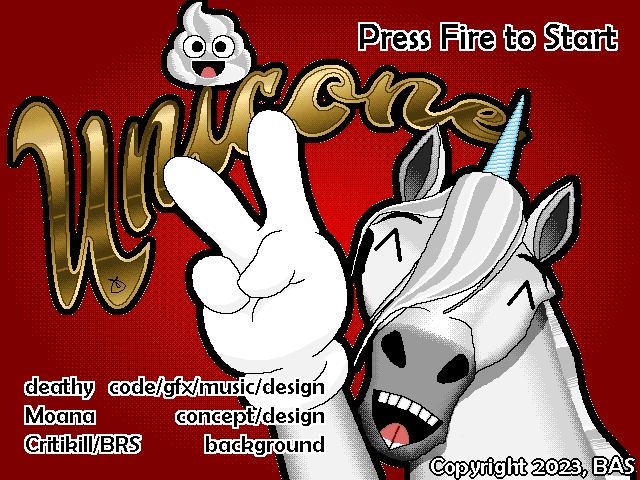 Press Fire to Start
Unicone
deathy code/gfx/music/design
Moana concept/design
Critikill/BRS background
Copyright 2023, BAS